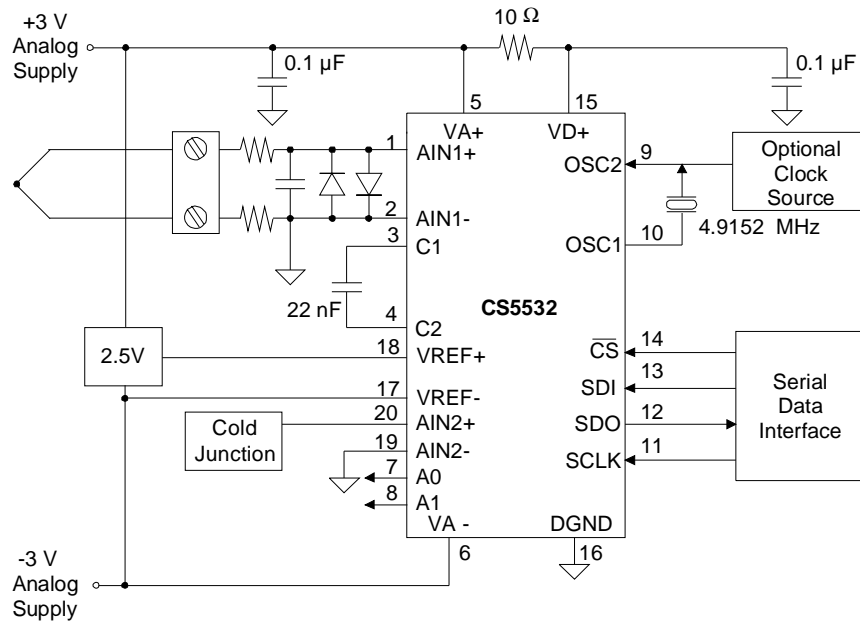 +3 V
Analog
Supply
10 Ω
0.1 µF
0.1 µF
5
15
VA+
VD+
1
AIN1+
2
AIN1-
3
C1
22 nF
4
C2
18
VREF+
2.5V
17
VREF-
20
AIN2+
Cold
Junction
19
AIN2-
7
A0
8
A1
VA -
6
DGND
16
CS5532
OSC2
9
Optional
Clock
Source
4.9152 MHz
OSC1
10
CS
14
SDI
13
SDO
12
SCLK
11
Serial
Data
Interface
-3 V
Analog
Supply